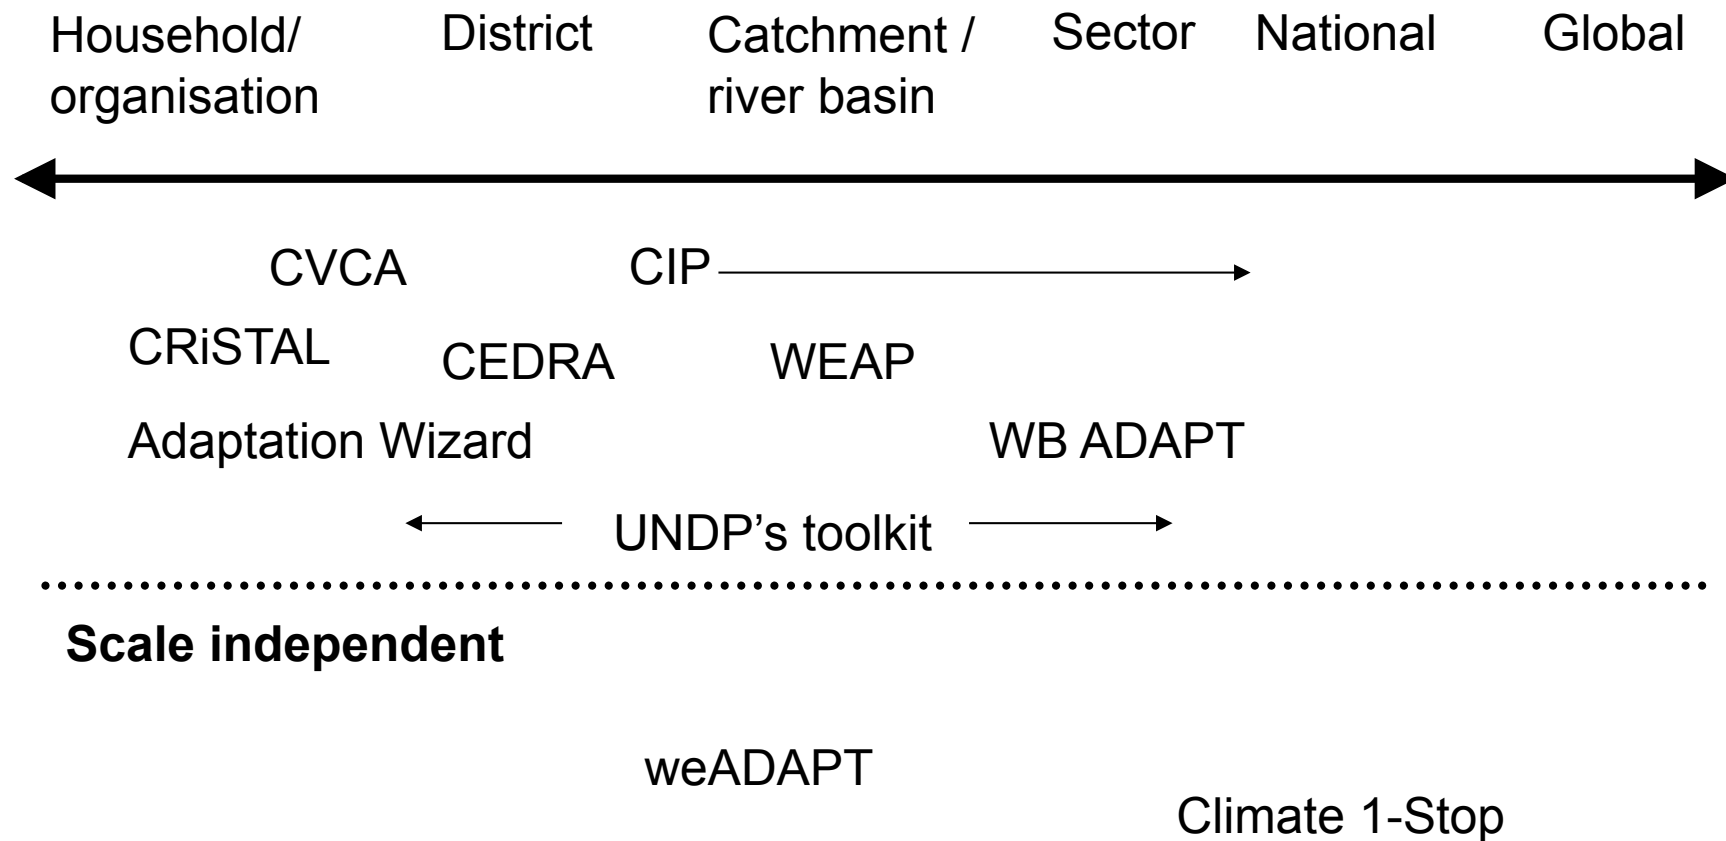 Household/
organisation
District
Catchment /
river basin
Sector
National
Global
CVCA
CIP
CRiSTAL
CEDRA
WEAP
Adaptation Wizard
WB ADAPT
UNDP’s toolkit
Scale independent
weADAPT
Climate 1-Stop